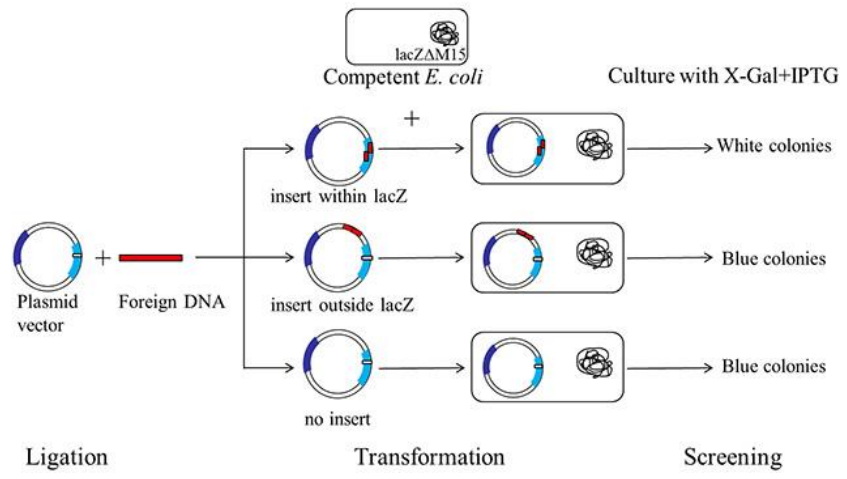 lacZΔM15
Competent E. coli
Culture with X-Gal+IPTG
+
White colonies
insert within lacZ
+
Plasmid
vector
Foreign DNA
insert outside lacZ
Blue colonies
no insert
Blue colonies
Ligation
Transformation
Screening